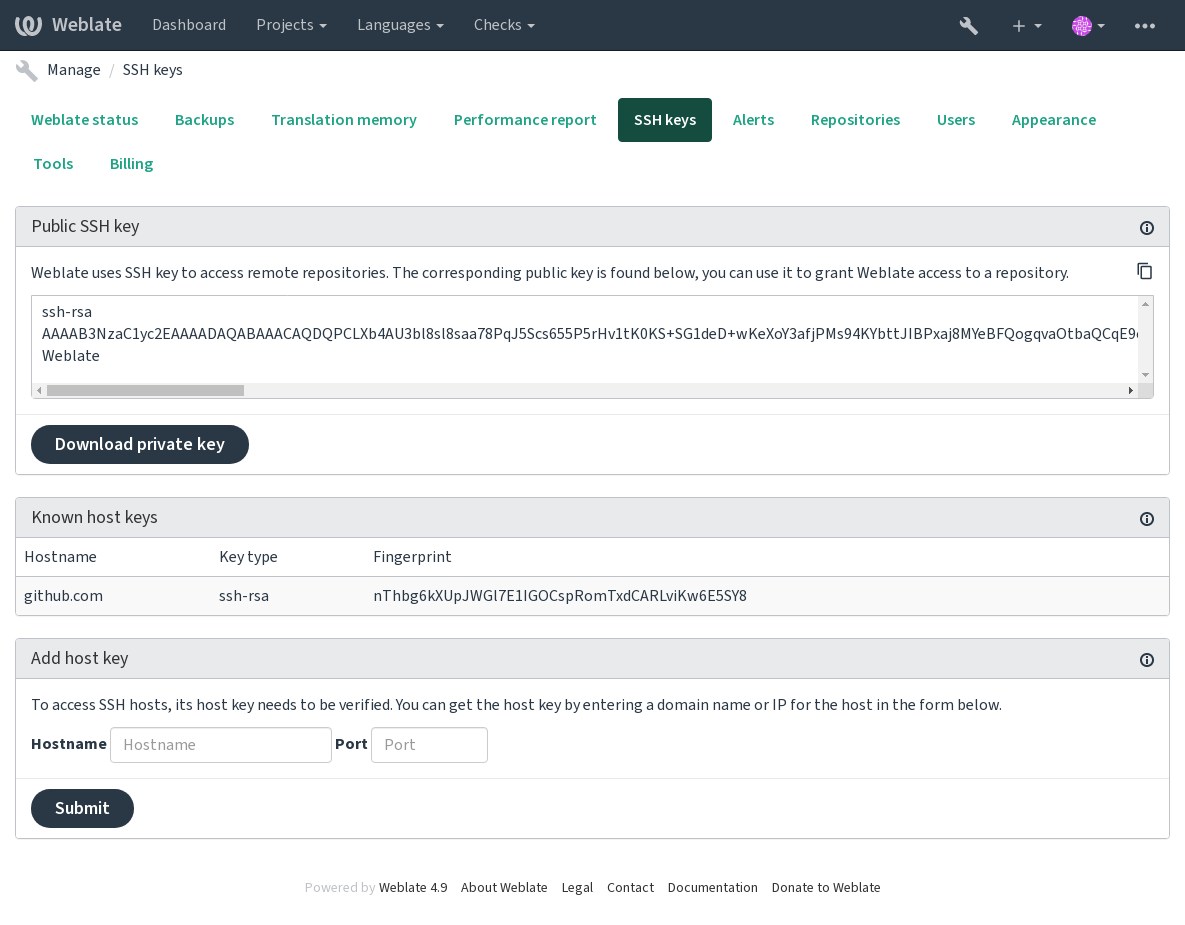 Weblate Dashboard Projects Languages Checks
Manage / SSH keys
Weblate status Backups Translation memory Performance report SSH keys Alerts Repositories Users Appearance
Tools Billing
Public SSH key
Weblate uses SSH key to access remote repositories. The corresponding public key is found below, you can use it to grant Weblate access to a repository.
ssh-rsa
AAAAB3NzaC1yc2EAAAADAQABAAACAQDQPCLXb4AU3bl8sl8saa78PqJ5Scs655P5rHv1tK0KS+SG1deD+wKeXoY3afjPMs94KYbttJIBPxaj8MYeBFQogqvaOtbaQCqE9
Weblate
Download private key
Known host keys
Hostname Key type Fingerprint
github.com ssh-rsa nThbg6kXUpJWGl7E1IGOCspRomTxdCARLviKw6E5SY8
Add host key
To access SSH hosts, its host key needs to be verified. You can get the host key by entering a domain name or IP for the host in the form below.
Hostname Hostname Port Port
Submit
Powered by Weblate 4.9 About Weblate Legal Contact Documentation Donate to Weblate